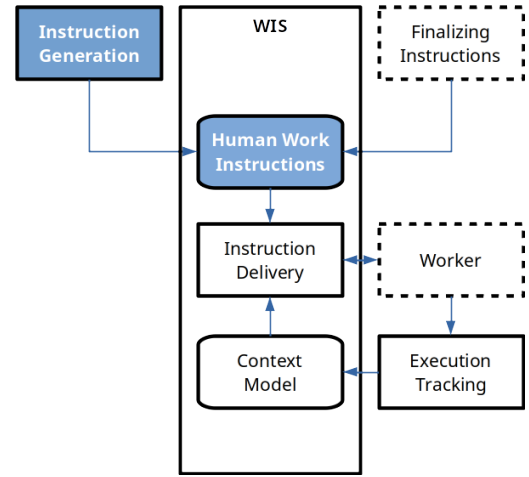 Instruction
Generation
WIS
Finalizing
Instructions
Human Work
Instructions
Instruction
Delivery
Worker
Context
Model
Execution
Tracking